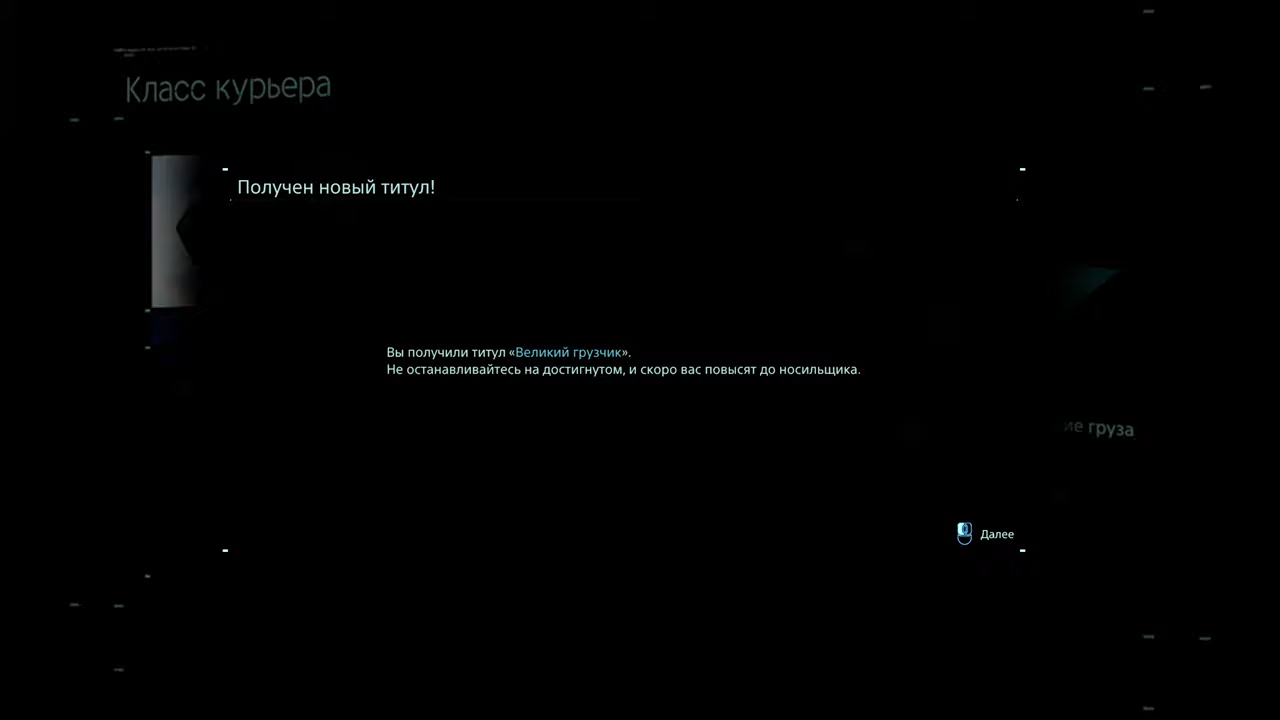 Класс курьера
Получен новый титул!
Вы получили титул «Великий грузчик».
Не останавливайтесь на достигнутом, и скоро вас повысят до носильщика.
груза
Далее